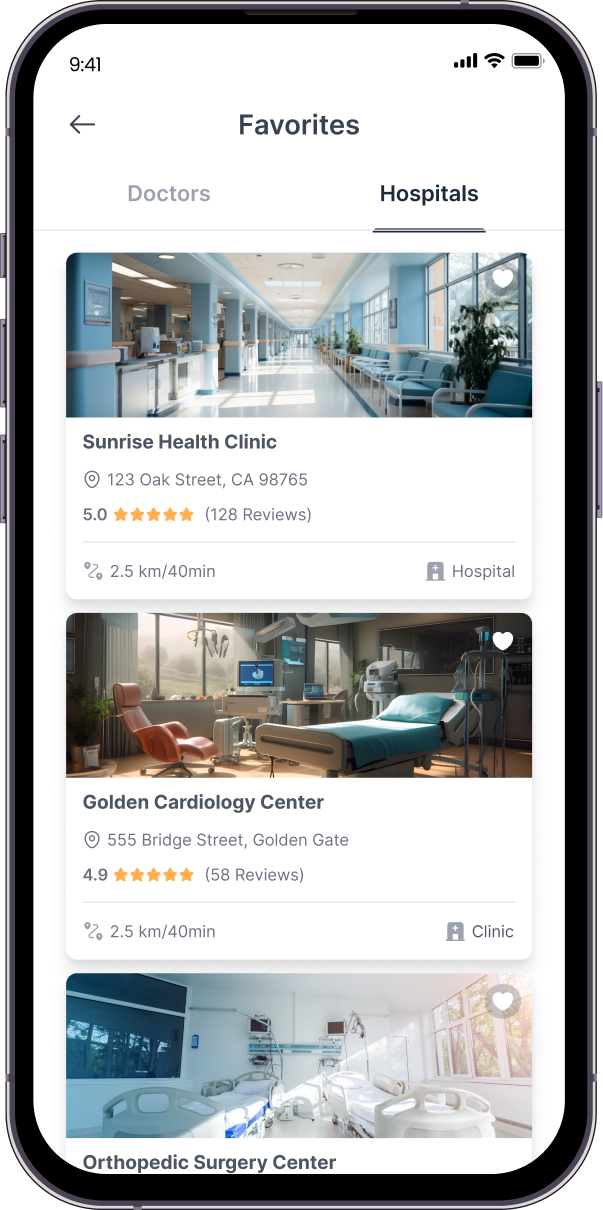 9:41
Favorites
Doctors Hospitals
Sunrise Health Clinic
123 Oak Street, CA 98765
5.0 (128 Reviews)
2.5 km/40min Hospital
Golden Cardiology Center
555 Bridge Street, Golden Gate
4.9 (58 Reviews)
2.5 km/40min Clinic
Orthopedic Surgery Center